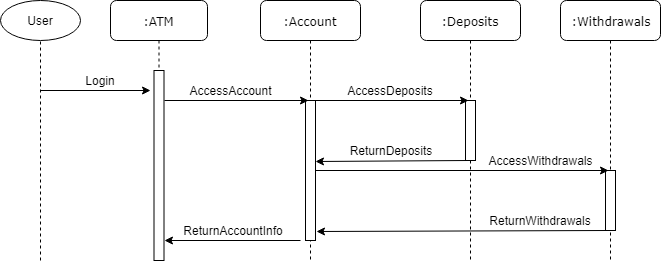 User
:ATM
:Account
:Deposits
:Withdrawals
Login
AccessAccount
AccessDeposits
ReturnDeposits
AccessWithdrawals
ReturnWithdrawals
ReturnAccountInfo